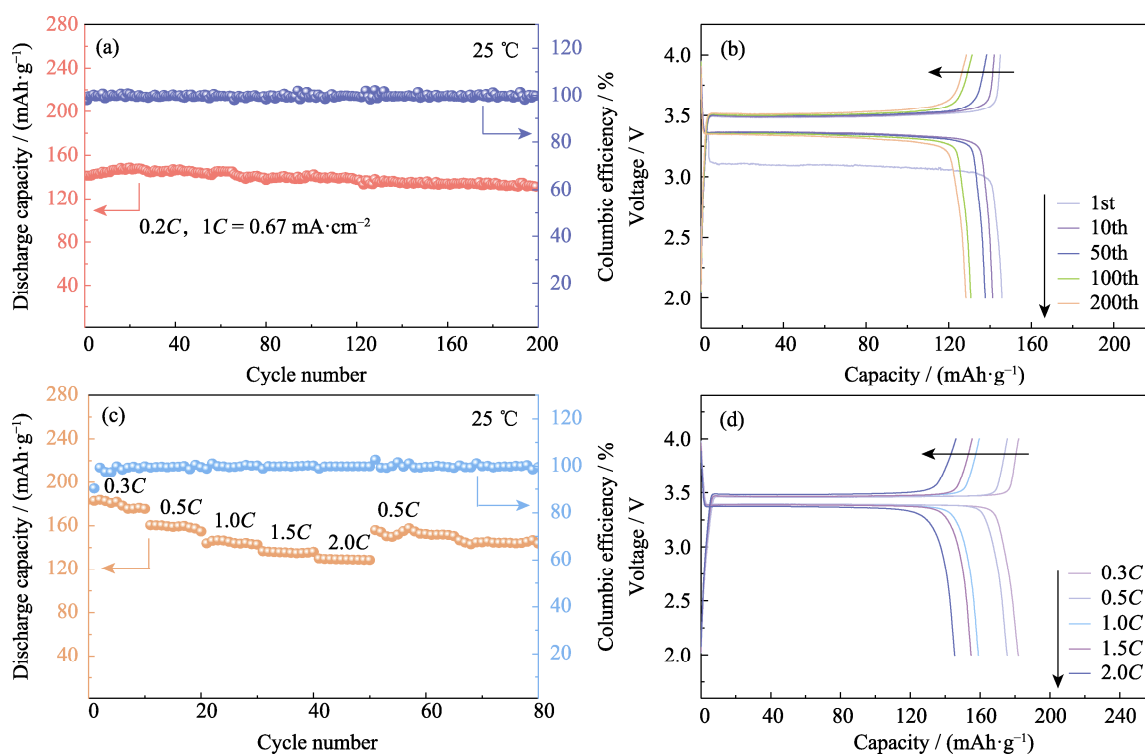 (a)
25 ℃
280
240
200
160
120
80
40
Discharge capacity / (mAh·g⁻¹)
0.2C，1C = 0.67 mA·cm⁻²
120
100
80
60
40
20
Columbic efficiency / %
0 40 80 120 160 200
Cycle number
(b)
4.0
3.5
3.0
2.5
2.0
Voltage / V
1st
10th
50th
100th
200th
0 40 80 120 160 200
Capacity / (mAh·g⁻¹)
(c)
25 ℃
280
240
200
160
120
80
40
Discharge capacity / (mAh·g⁻¹)
0.3C
0.5C
1.0C
1.5C
2.0C
0.5C
120
100
80
60
40
20
Columbic efficiency / %
0 20 40 60 80
Cycle number
(d)
4.0
3.5
3.0
2.5
2.0
Voltage / V
0.3C
0.5C
1.0C
1.5C
2.0C
0 40 80 120 160 200 240
Capacity / (mAh·g⁻¹)